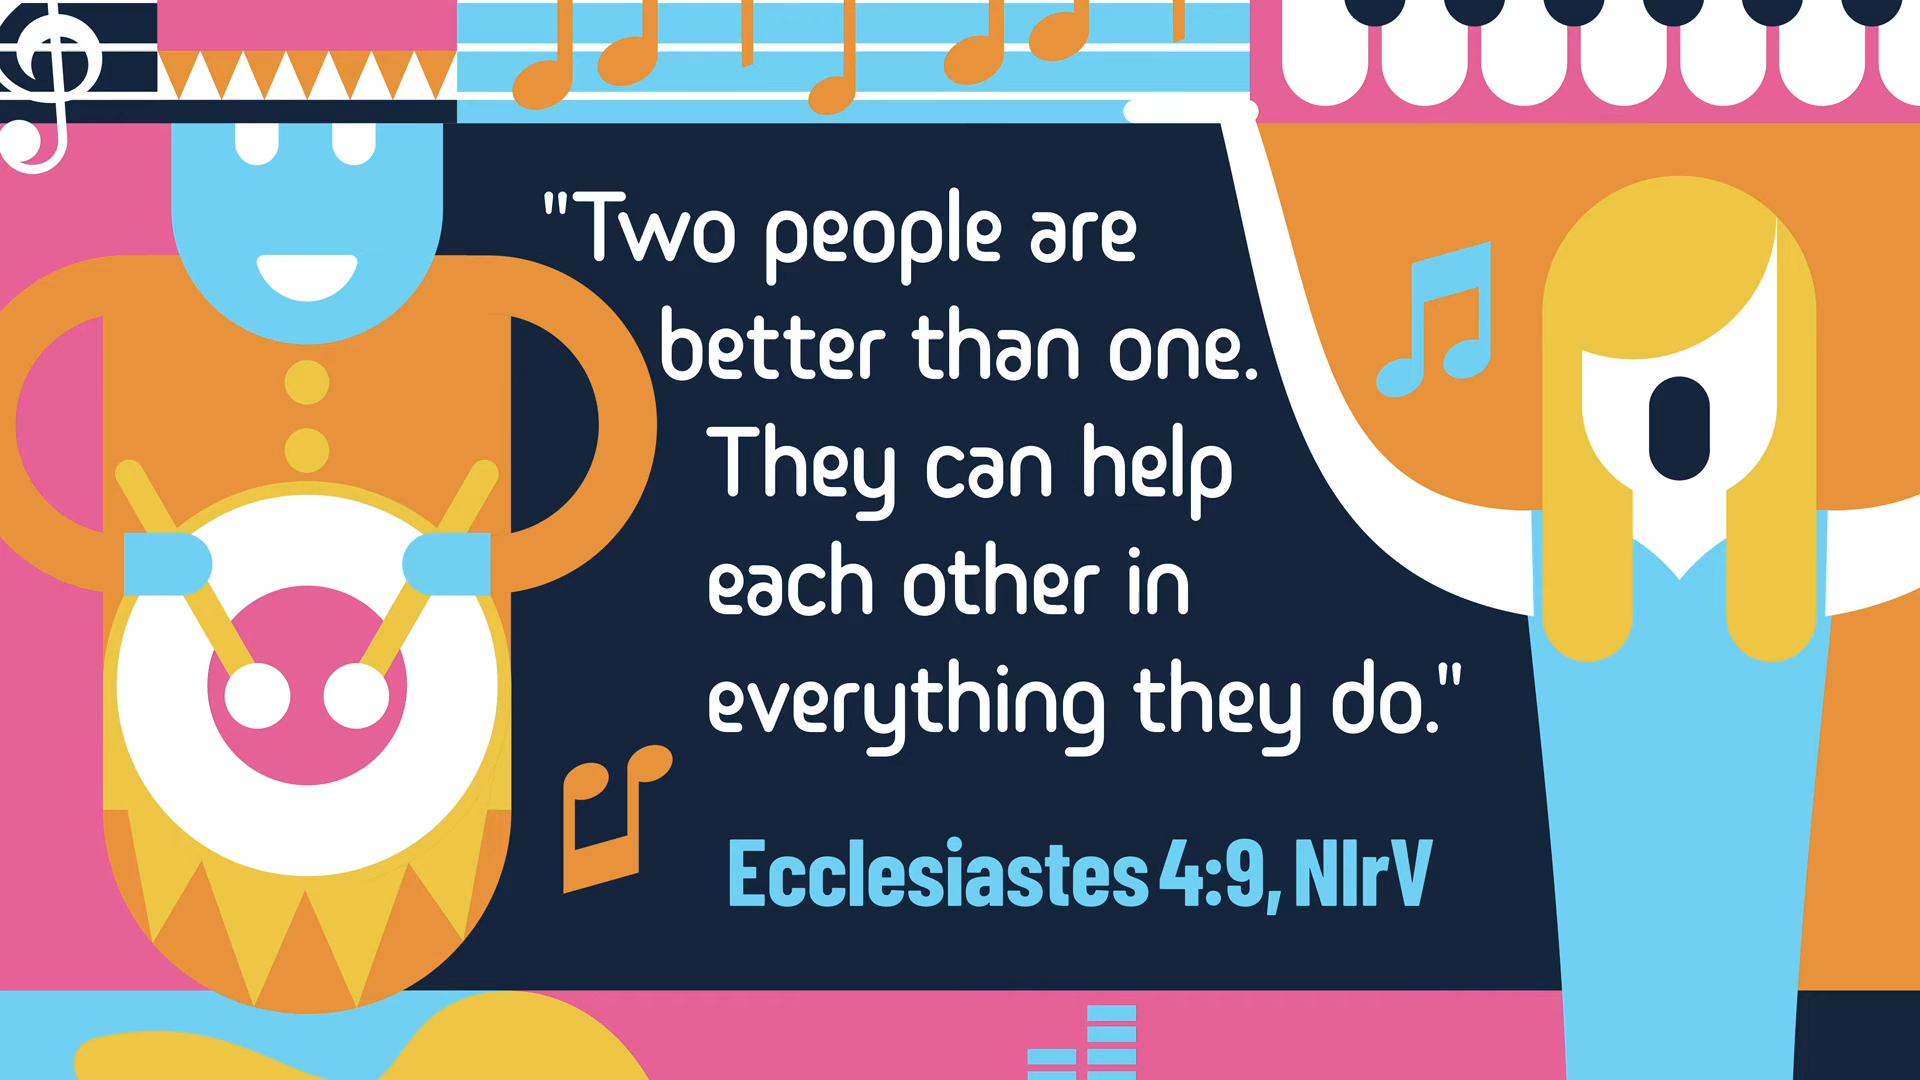 "Two people are
better than one.
They can help
each other in
everything they do."
Ecclesiastes 4:9, NIrV